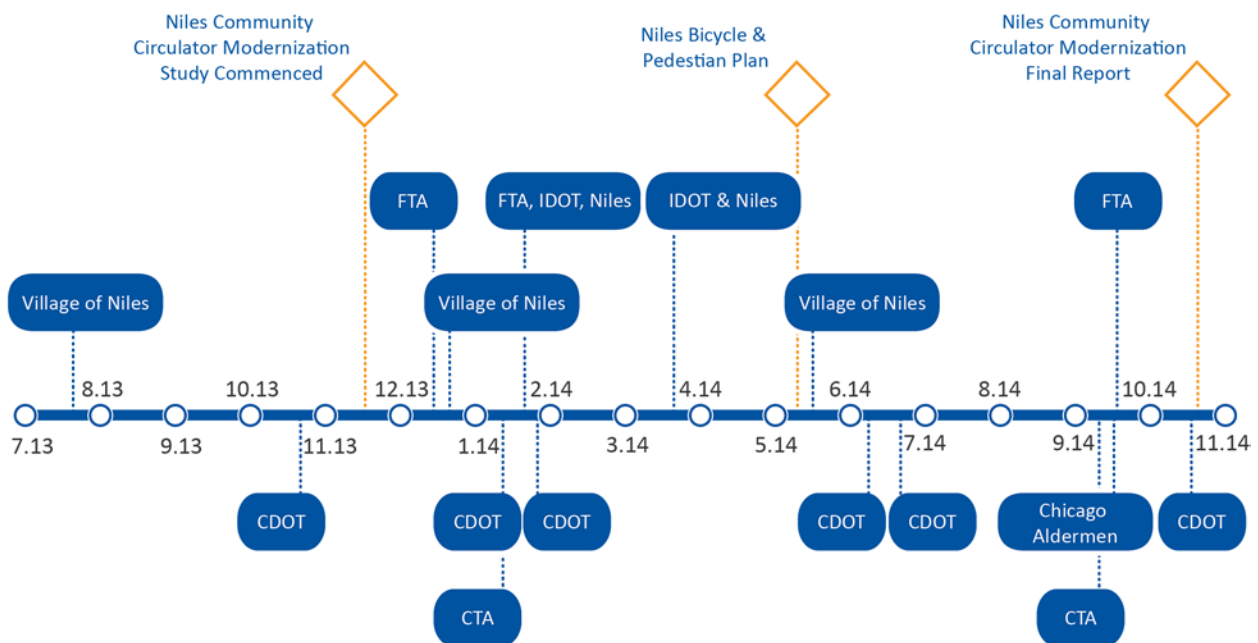 Niles Community
Circulator Modernization
Study Commenced
Niles Bicycle &
Pedestian Plan
Niles Community
Circulator Modernization
Final Report
FTA
FTA, IDOT, Niles
IDOT & Niles
FTA
Village of Niles
Village of Niles
Village of Niles
8.13
10.13
12.13
2.14
4.14
6.14
8.14
10.14
7.13
9.13
11.13
1.14
3.14
5.14
7.14
9.14
11.14
CDOT
CDOT
CDOT
CDOT
CDOT
Chicago
Aldermen
CDOT
CTA
CTA